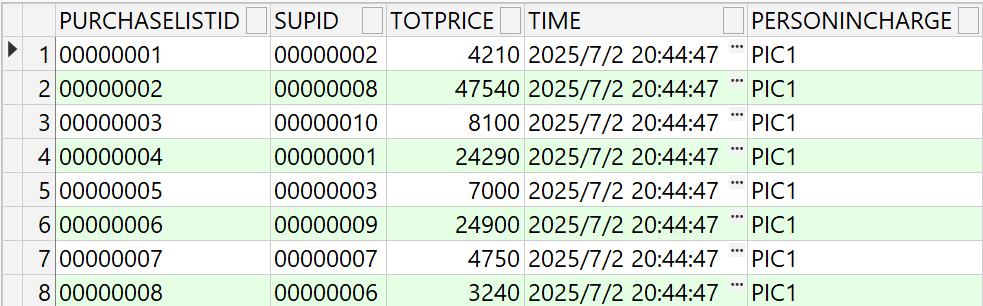 PURCHASELISTID SUPID TOTPRICE TIME PERSONINCHARGE
1 00000001 00000002 4210 2025/7/2 20:44:47 ... PIC1
2 00000002 00000008 47540 2025/7/2 20:44:47 ... PIC1
3 00000003 00000010 8100 2025/7/2 20:44:47 ... PIC1
4 00000004 00000001 24290 2025/7/2 20:44:47 ... PIC1
5 00000005 00000003 7000 2025/7/2 20:44:47 ... PIC1
6 00000006 00000009 24900 2025/7/2 20:44:47 ... PIC1
7 00000007 00000007 4750 2025/7/2 20:44:47 ... PIC1
8 00000008 00000006 3240 2025/7/2 20:44:47 ... PIC1